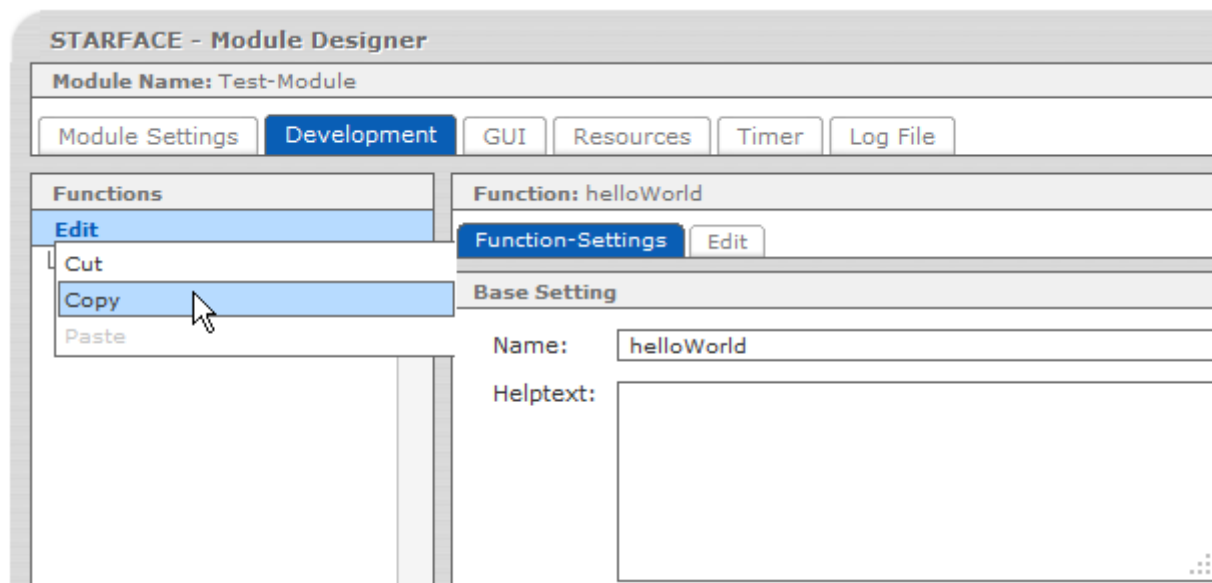 STARFACE - Module Designer
Module Name: Test-Module
Module Settings Development GUI Resources Timer Log File
Functions
Edit
Cut
Copy
Paste
Function: helloWorld
Function-Settings Edit
Base Setting
Name: helloWorld
Helptext: